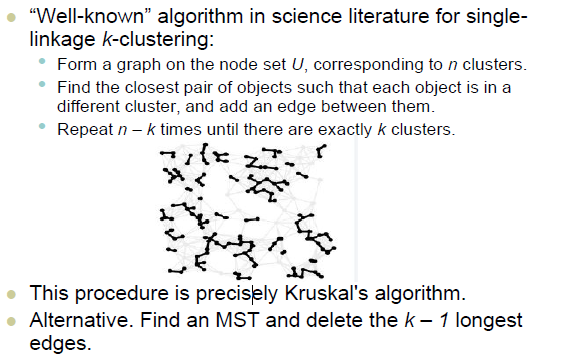 “Well-known” algorithm in science literature for single-
linkage k-clustering:
Form a graph on the node set U, corresponding to n clusters.
Find the closest pair of objects such that each object is in a
different cluster, and add an edge between them.
Repeat n – k times until there are exactly k clusters.
This procedure is precisely Kruskal's algorithm.
Alternative. Find an MST and delete the k – 1 longest
edges.